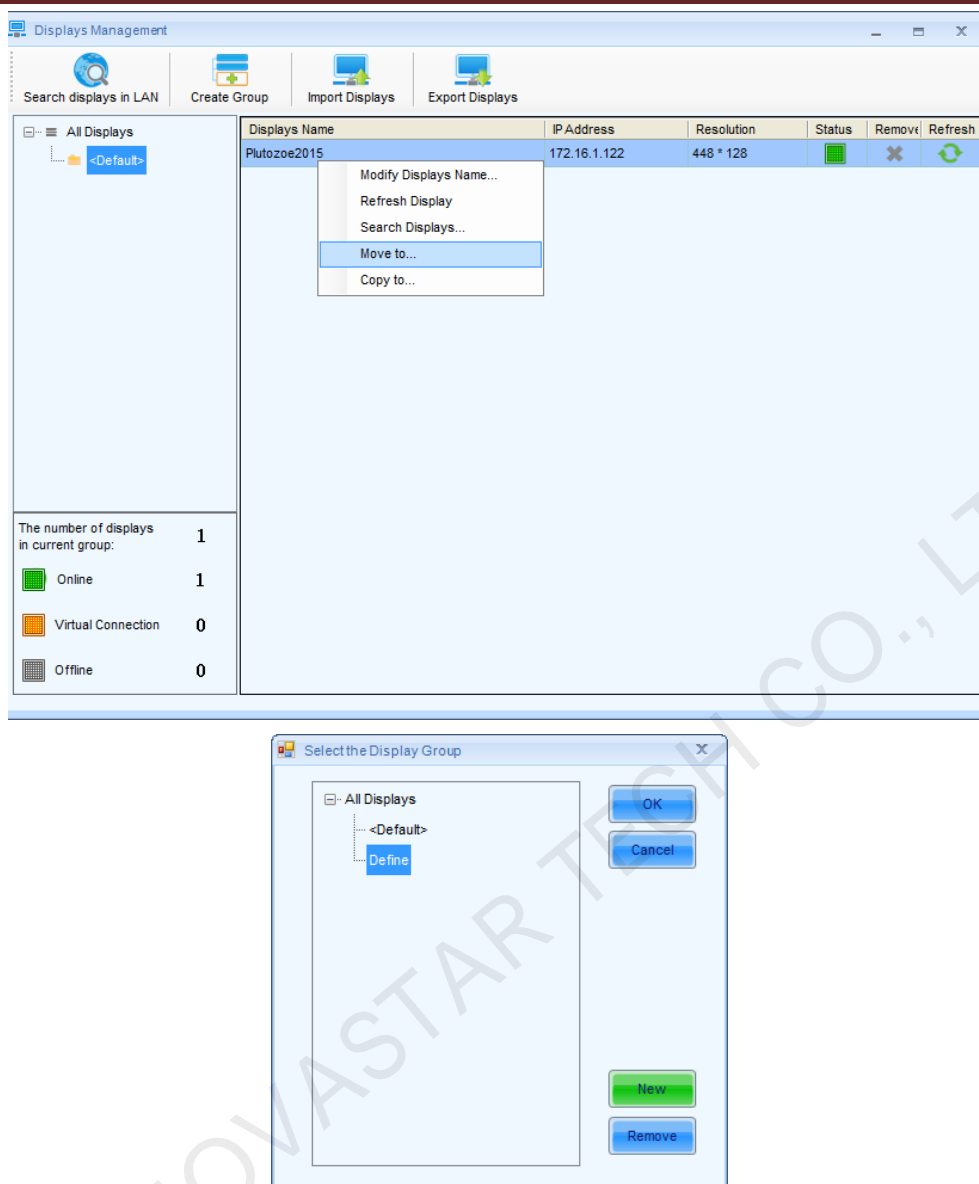 Displays Management
Search displays in LAN Create Group Import Displays Export Displays
All Displays
<Default>
Displays Name IP Address Resolution Status Remove Refresh
Plutozoe2015 172.16.1.122 448 * 128
Modify Displays Name...
Refresh Display
Search Displays...
Move to...
Copy to...
The number of displays
in current group: 1
Online 1
Virtual Connection 0
Offline 0
Select the Display Group
All Displays
<Default>
Define
OK
Cancel
New
Remove
OVASTAR TECH CO., LT